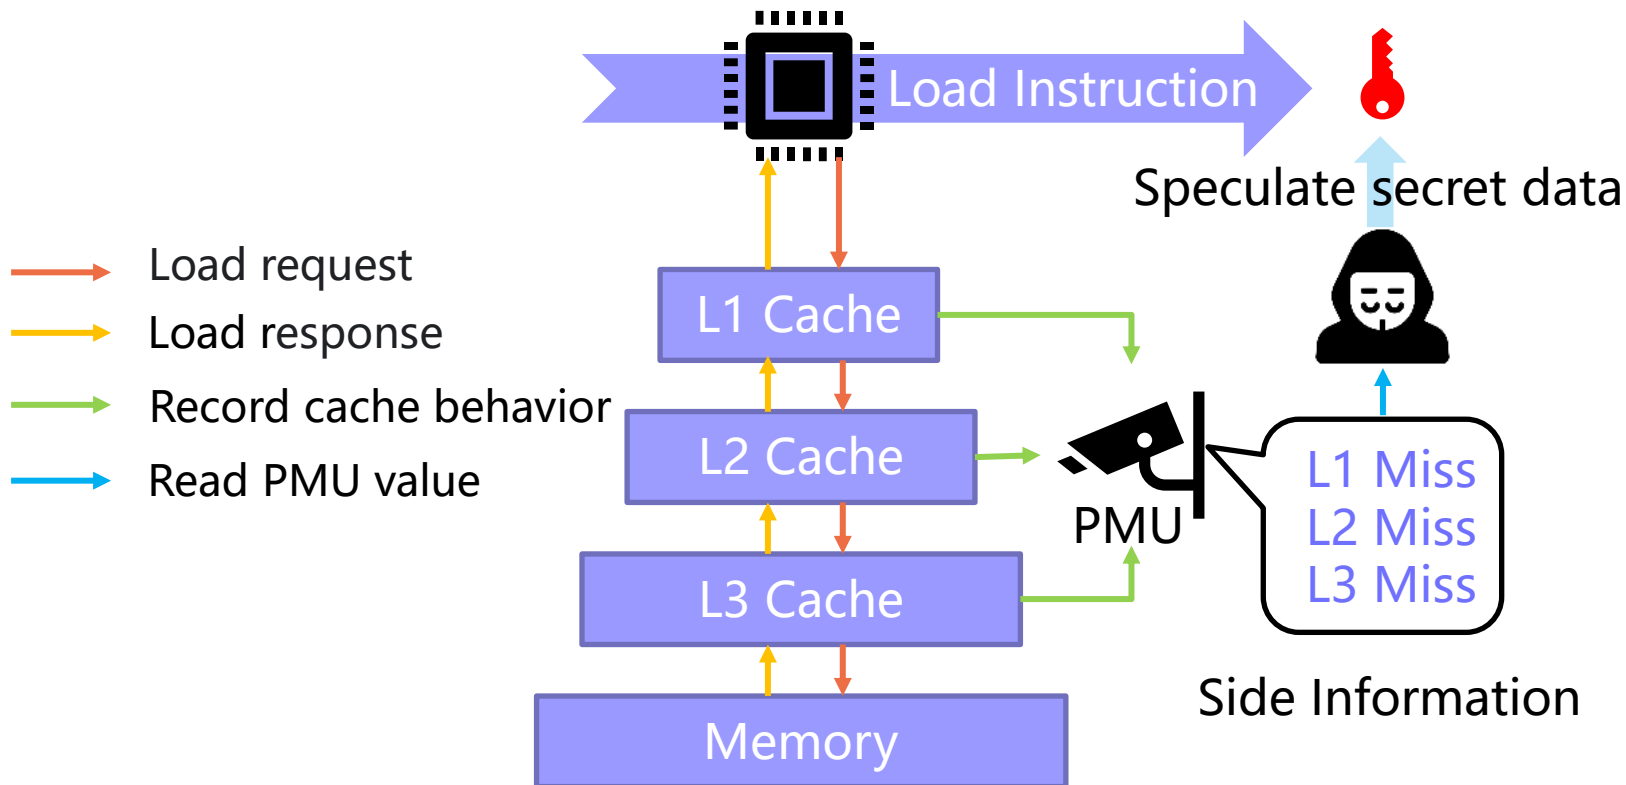 Load Instruction
Speculate secret data
Load request
Load response
Record cache behavior
Read PMU value
L1 Cache
L2 Cache
L3 Cache
Memory
PMU
L1 Miss
L2 Miss
L3 Miss
Side Information